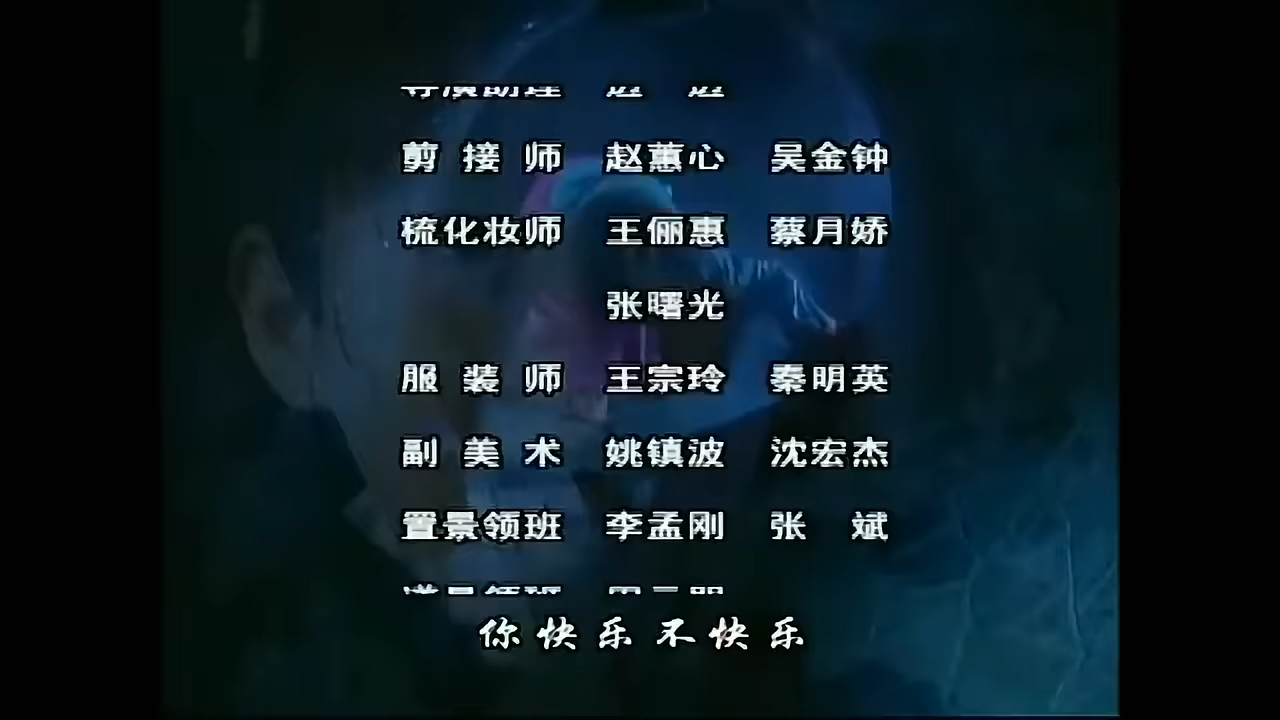 剪接师 赵蕙心 吴金钟
梳化妆师 王俪惠 蔡月娇
张曙光
服装师 王宗玲 秦明英
副美术 姚镇波 沈宏杰
置景领班 李孟刚 张斌
你快乐不快乐